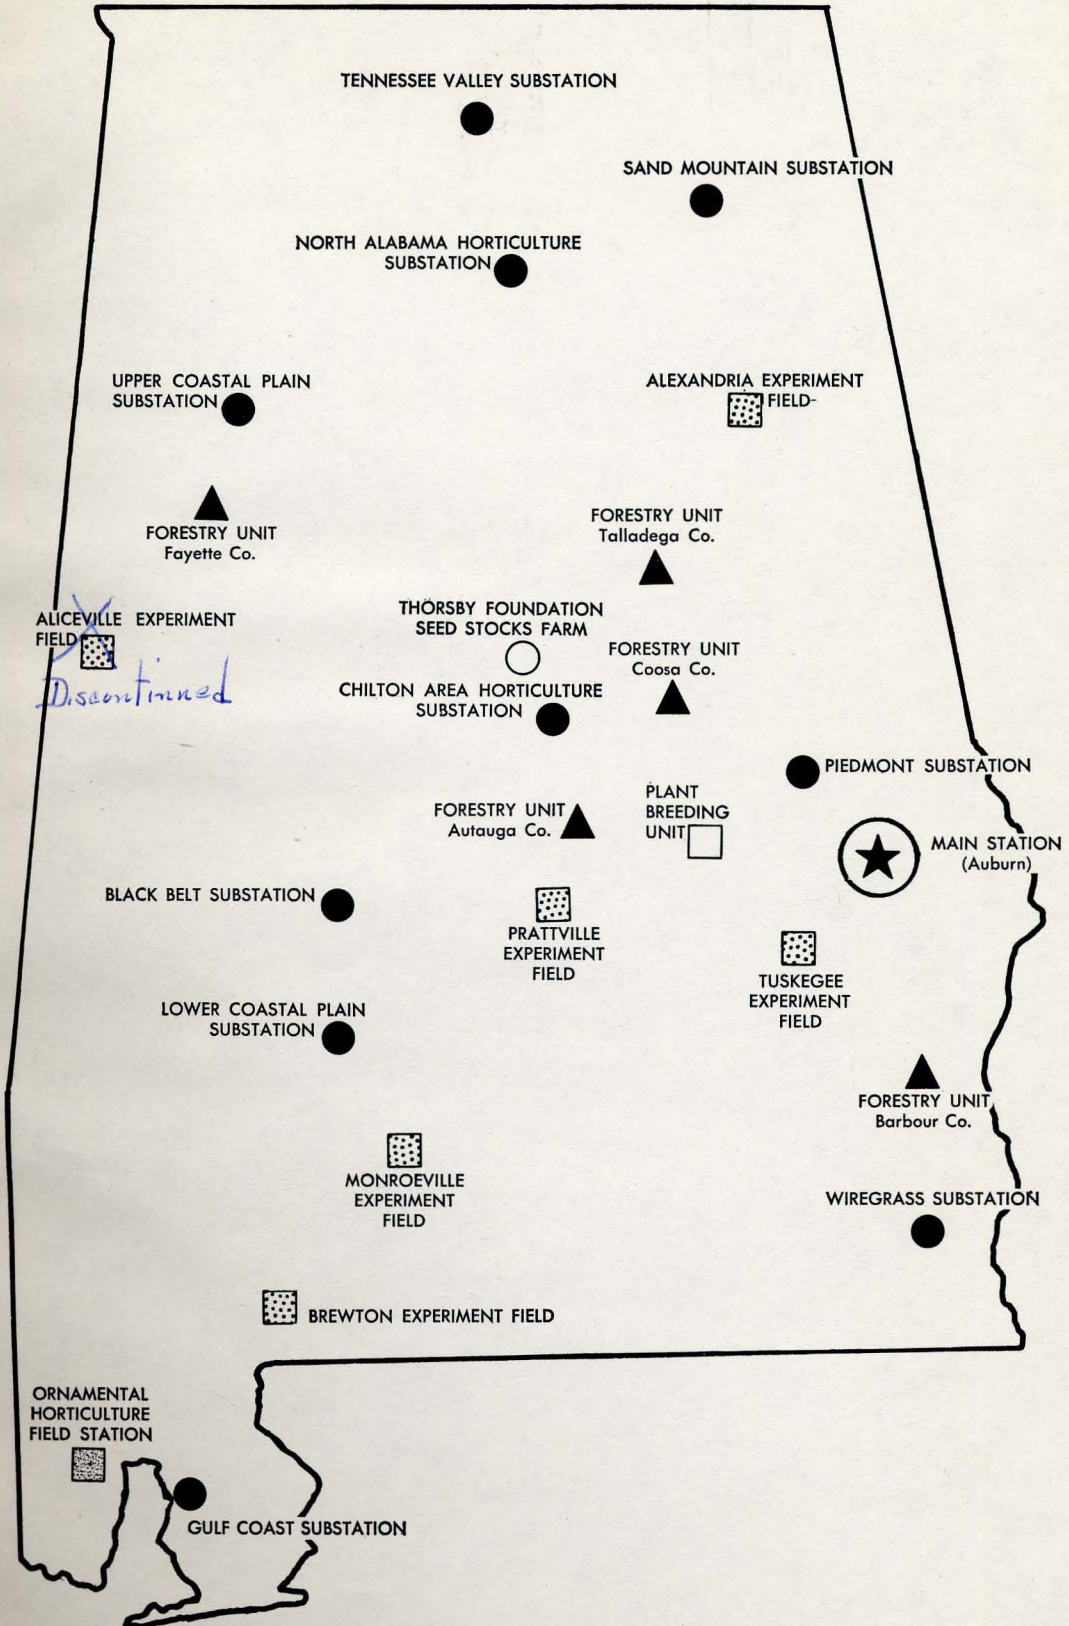 TENNESSEE VALLEY SUBSTATION
SAND MOUNTAIN SUBSTATION
NORTH ALABAMA HORTICULTURE
SUBSTATION
UPPER COASTAL PLAIN
SUBSTATION
ALEXANDRIA EXPERIMENT
FIELD-
FORESTRY UNIT
Fayette Co.
FORESTRY UNIT
Talladega Co.
ALICEVILLE EXPERIMENT
FIELD
Discontinued
THORSBY FOUNDATION
SEED STOCKS FARM
FORESTRY UNIT
Coosa Co.
CHILTON AREA HORTICULTURE
SUBSTATION
PIEDMONT SUBSTATION
FORESTRY UNIT
Autauga Co.
PLANT
BREEDING
UNIT
MAIN STATION
(Auburn)
BLACK BELT SUBSTATION
PRATTVILLE
EXPERIMENT
FIELD
TUSKEGEE
EXPERIMENT
FIELD
LOWER COASTAL PLAIN
SUBSTATION
FORESTRY UNIT
Barbour Co.
MONROEVILLE
EXPERIMENT
FIELD
WIREGRASS SUBSTATION
BREWTON EXPERIMENT FIELD
ORNAMENTAL
HORTICULTURE
FIELD STATION
GULF COAST SUBSTATION